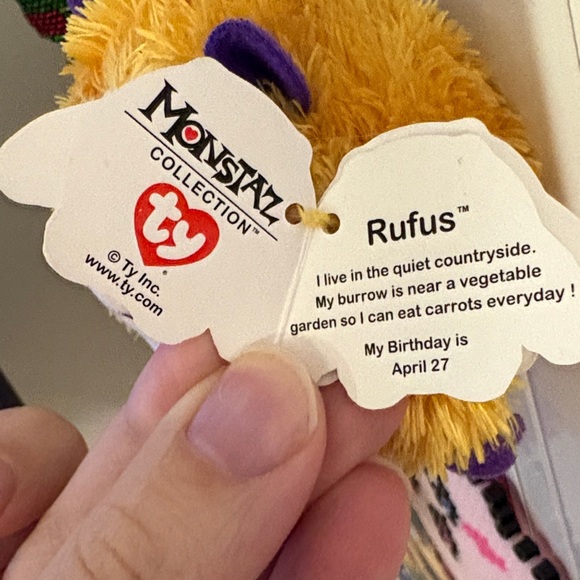 MONSTAZ
COLLECTION™
ty®
© Ty Inc.
www.ty.com
Rufus™
I live in the quiet countryside.
My burrow is near a vegetable
garden so I can eat carrots everyday !
My Birthday is
April 27